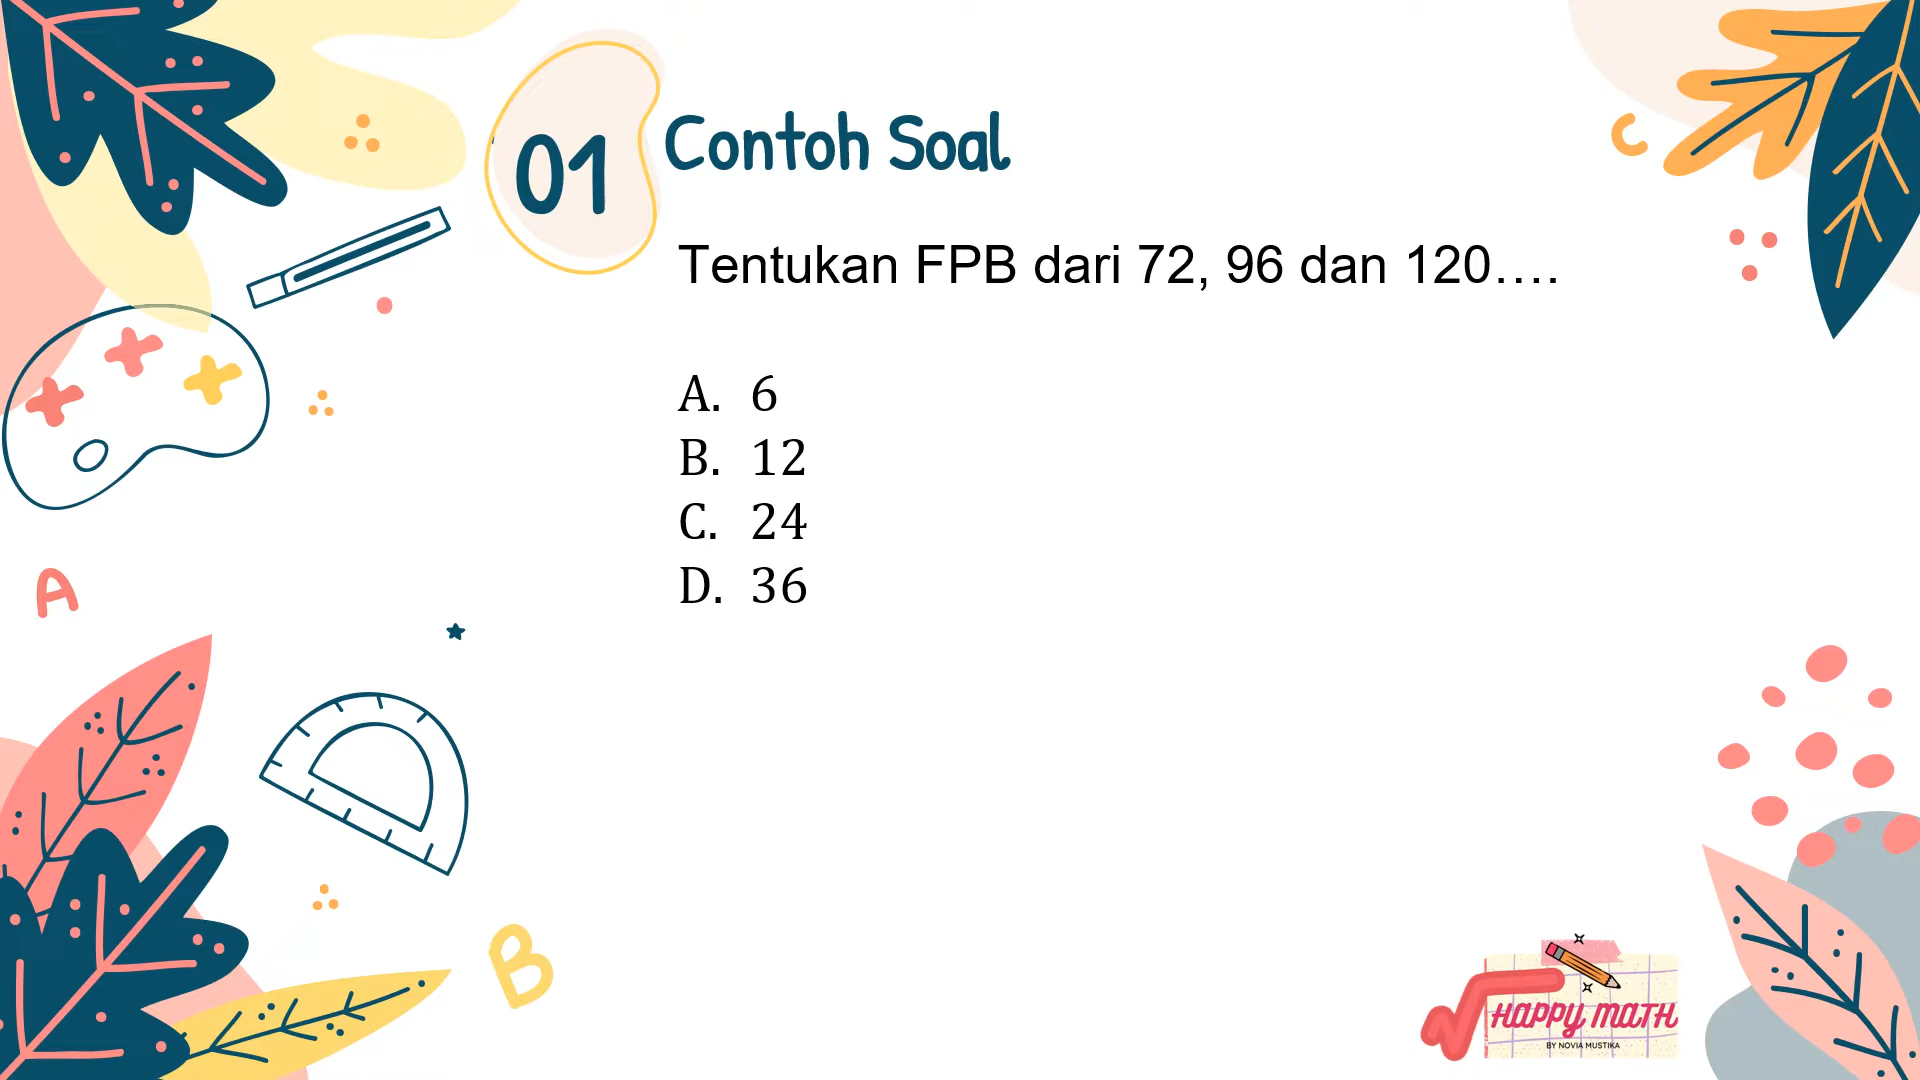 01
Contoh Soal
Tentukan FPB dari 72, 96 dan 120....
A. 6
B. 12
C. 24
D. 36
C
A
B
HAPPY MATH
BY NOVIA MUSTIKA